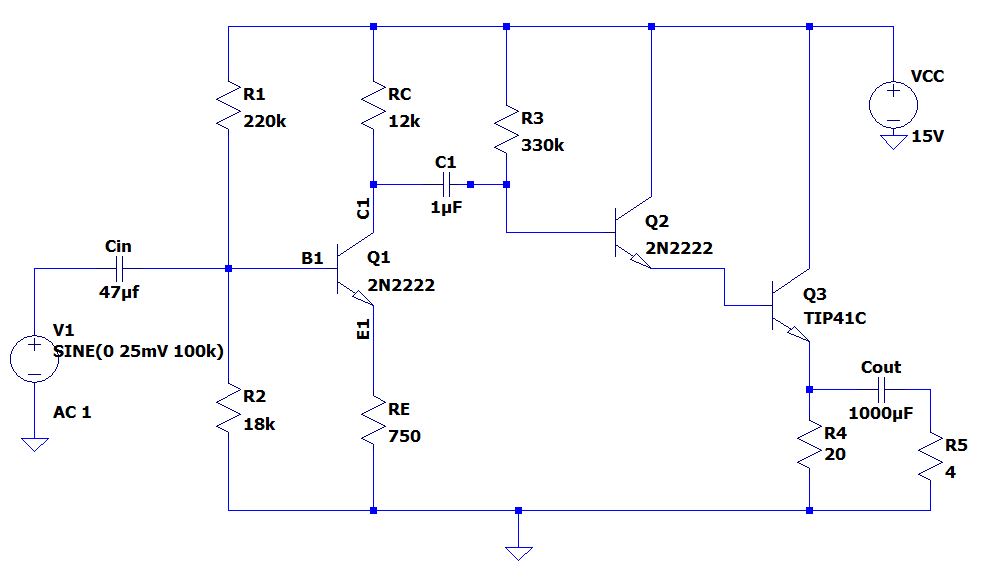 R1
220k
RC
12k
R3
330k
VCC
15V
C1
1µF
C1
Q2
2N2222
Cin
47µf
B1
Q1
2N2222
E1
Q3
TIP41C
V1
SINE(0 25mV 100k)
AC 1
R2
18k
RE
750
Cout
1000µF
R4
20
R5
4